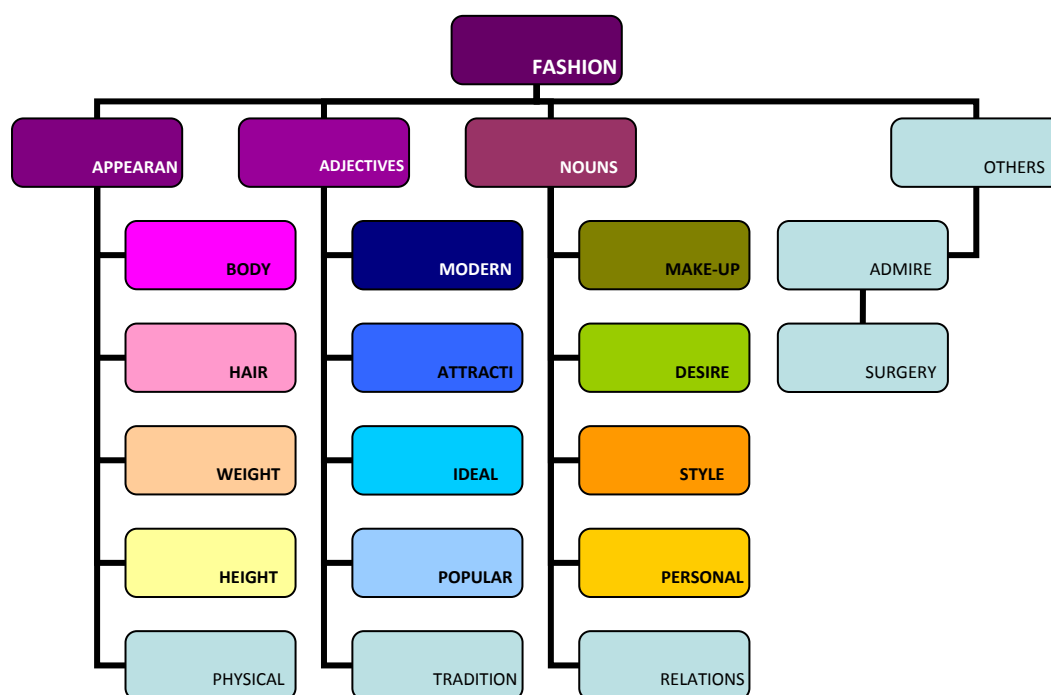 FASHION
APPEARAN
ADJECTIVES
NOUNS
OTHERS
BODY
MODERN
MAKE-UP
ADMIRE
HAIR
ATTRACTI
DESIRE
SURGERY
WEIGHT
IDEAL
STYLE
HEIGHT
POPULAR
PERSONAL
PHYSICAL
TRADITION
RELATIONS